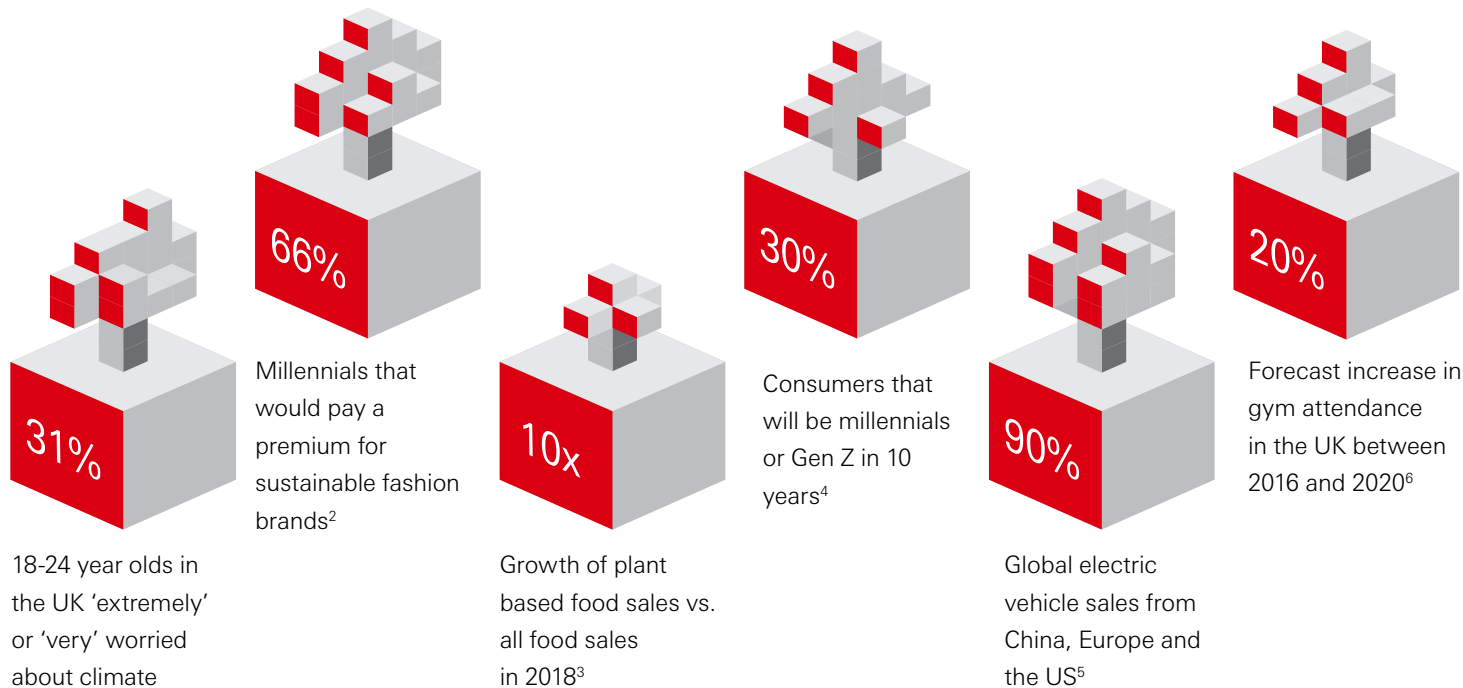 31%
18-24 year olds in
the UK ‘extremely’
or ‘very’ worried
about climate
66%
Millennials that
would pay a
premium for
sustainable fashion
brands²
10x
Growth of plant
based food sales vs.
all food sales
in 2018³
30%
Consumers that
will be millennials
or Gen Z in 10
years⁴
90%
Global electric
vehicle sales from
China, Europe and
the US⁵
20%
Forecast increase in
gym attendance
in the UK between
2016 and 2020⁶